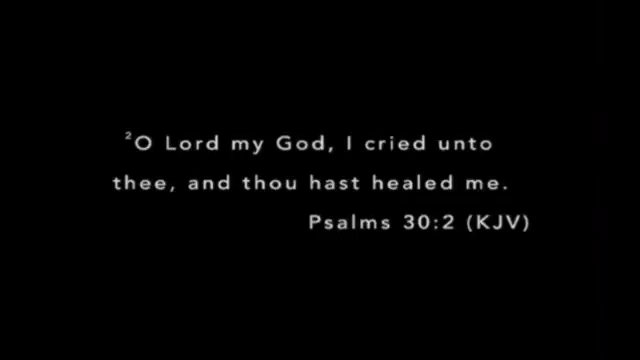 ²O Lord my God, I cried unto
thee, and thou hast healed me.
Psalms 30:2 (KJV)